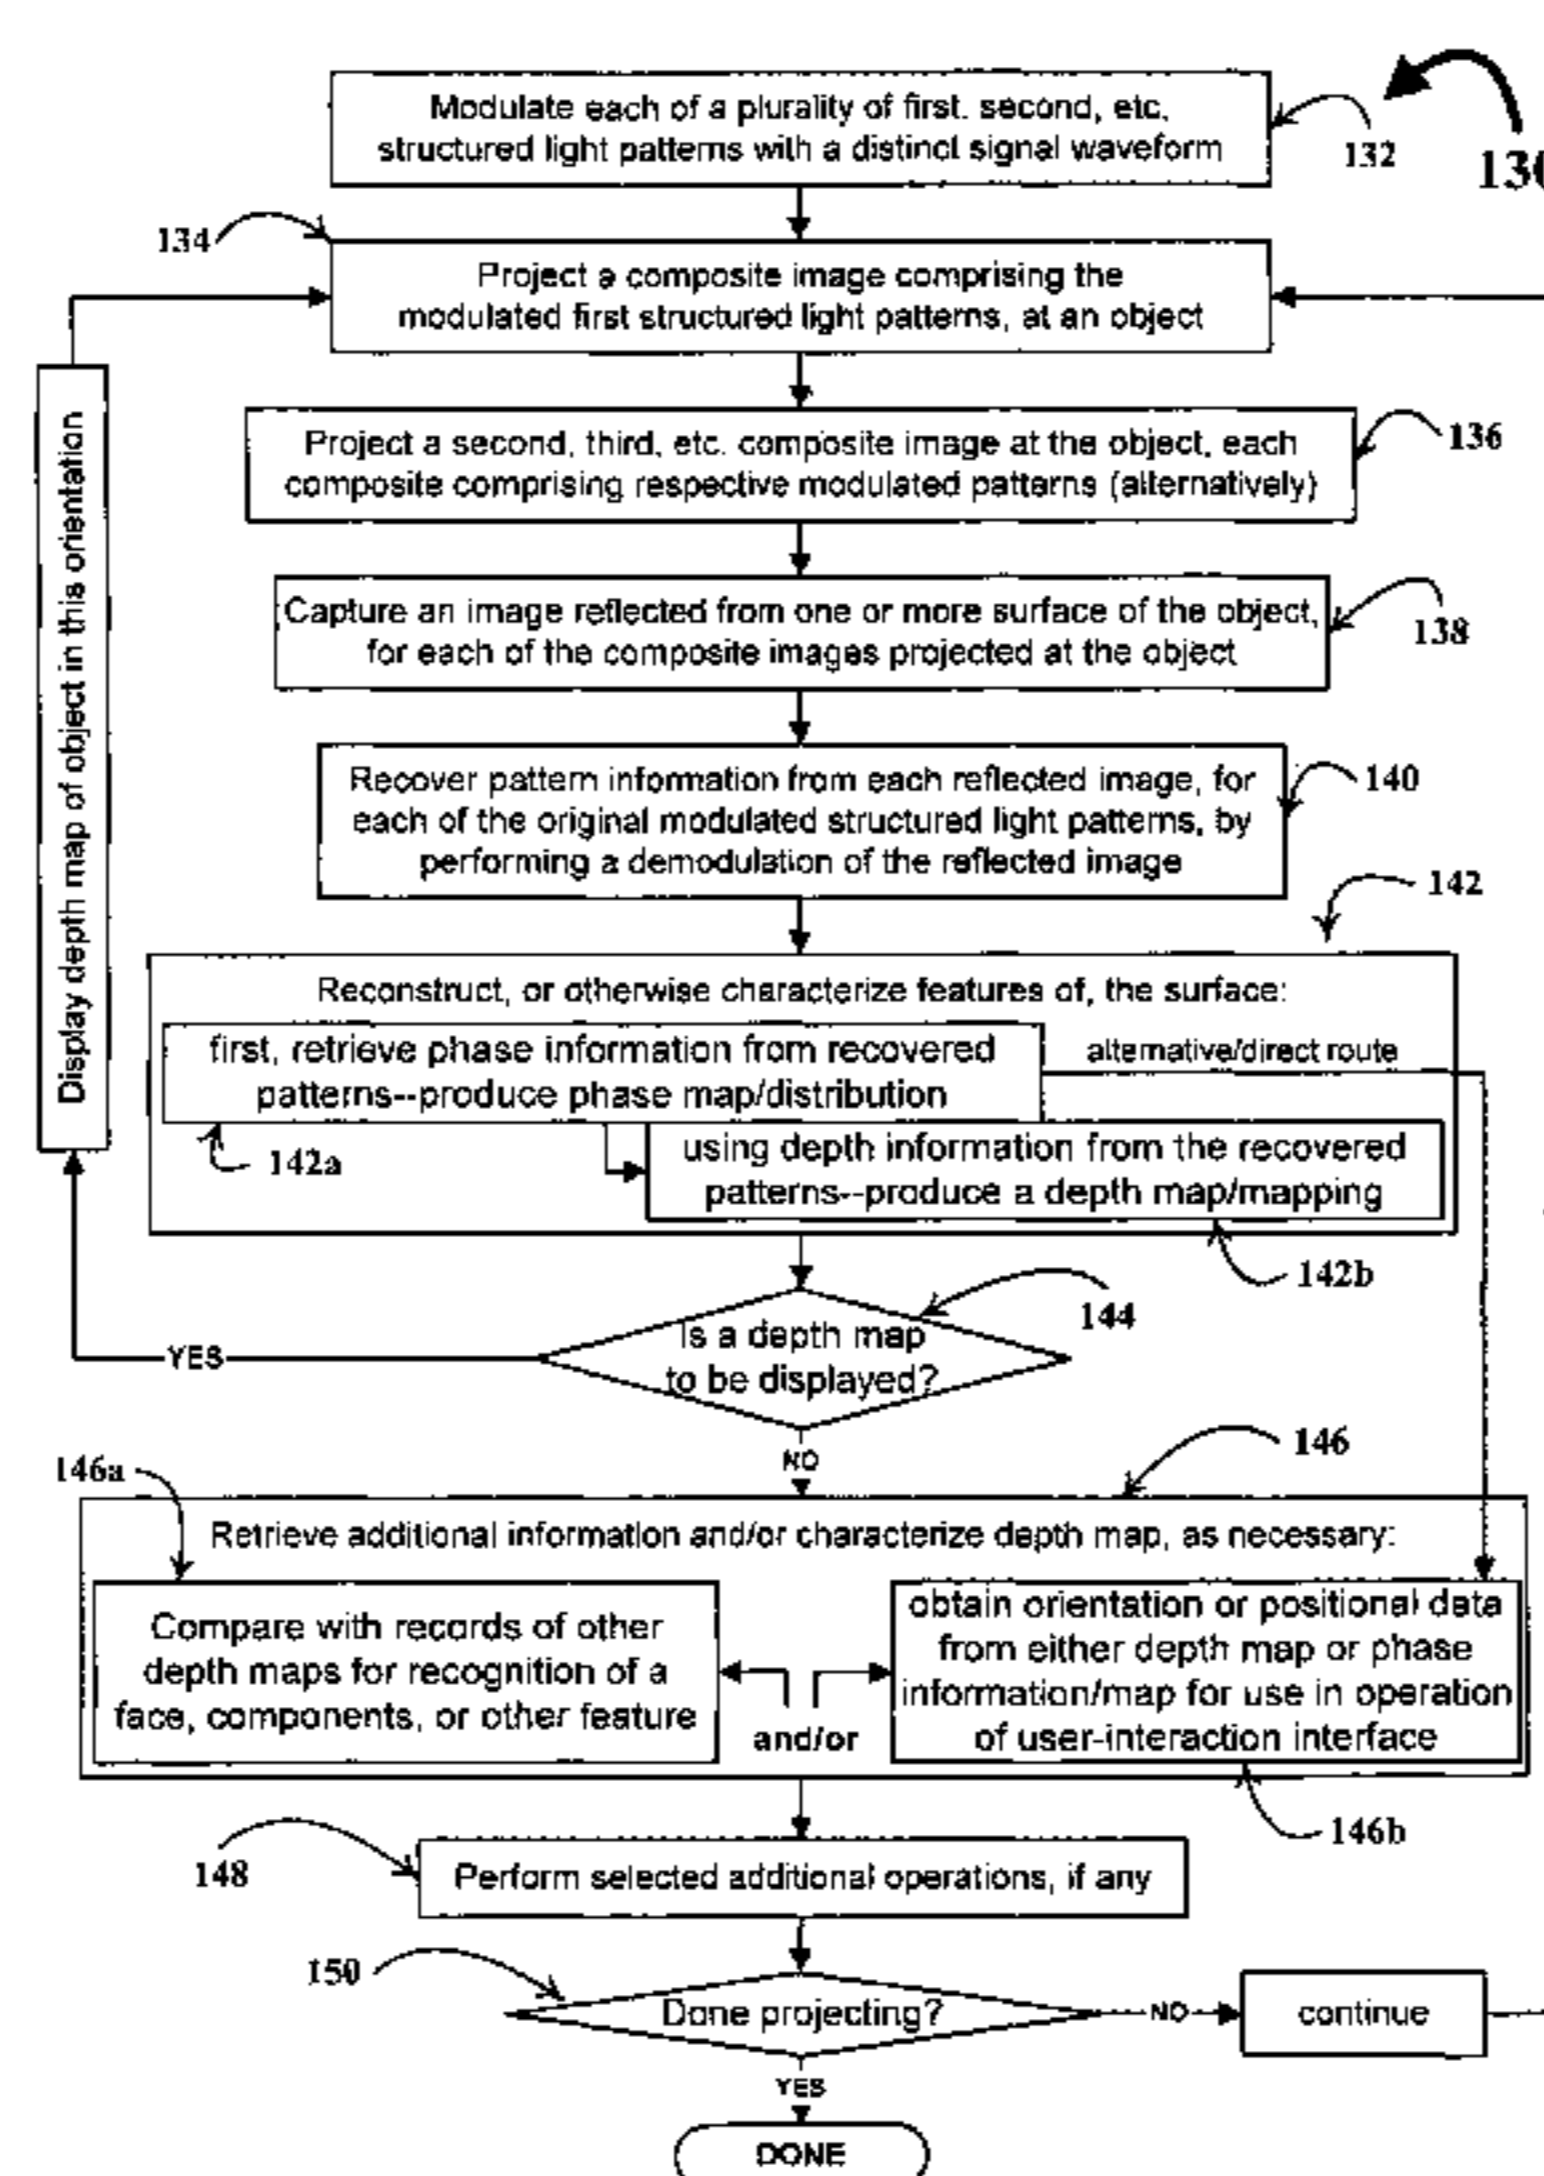 Modulate each of a plurality of first. second, etc.
structured light patterns with a distinct signal waveform
132
134
Project a composite image comprising the
modulated first structured light patterns, at an object
Project a second, third, etc. composite image at the object, each
composite comprising respective modulated patterns (alternatively)
136
Capture an image reflected from one or more surface of the object,
for each of the composite images projected at the object
138
Display depth map of object in this orientation
Recover pattern information from each reflected image, for
each of the original modulated structured light patterns, by
performing a demodulation of the reflected image
140
142
Reconstruct, or otherwise characterize features of, the surface:
first, retrieve phase information from recovered
patterns--produce phase map/distribution
alternative/direct route
142a
using depth information from the recovered
patterns--produce a depth map/mapping
142b
144
Is a depth map
to be displayed?
YES
NO
146
146a
Retrieve additional information and/or characterize depth map, as necessary:
Compare with records of other
depth maps for recognition of a
face, components, or other feature
and/or
obtain orientation or positional data
from either depth map or phase
information/map for use in operation
of user-interaction interface
146b
148
Perform selected additional operations, if any
150
Done projecting?
NO
continue
YES
DONE